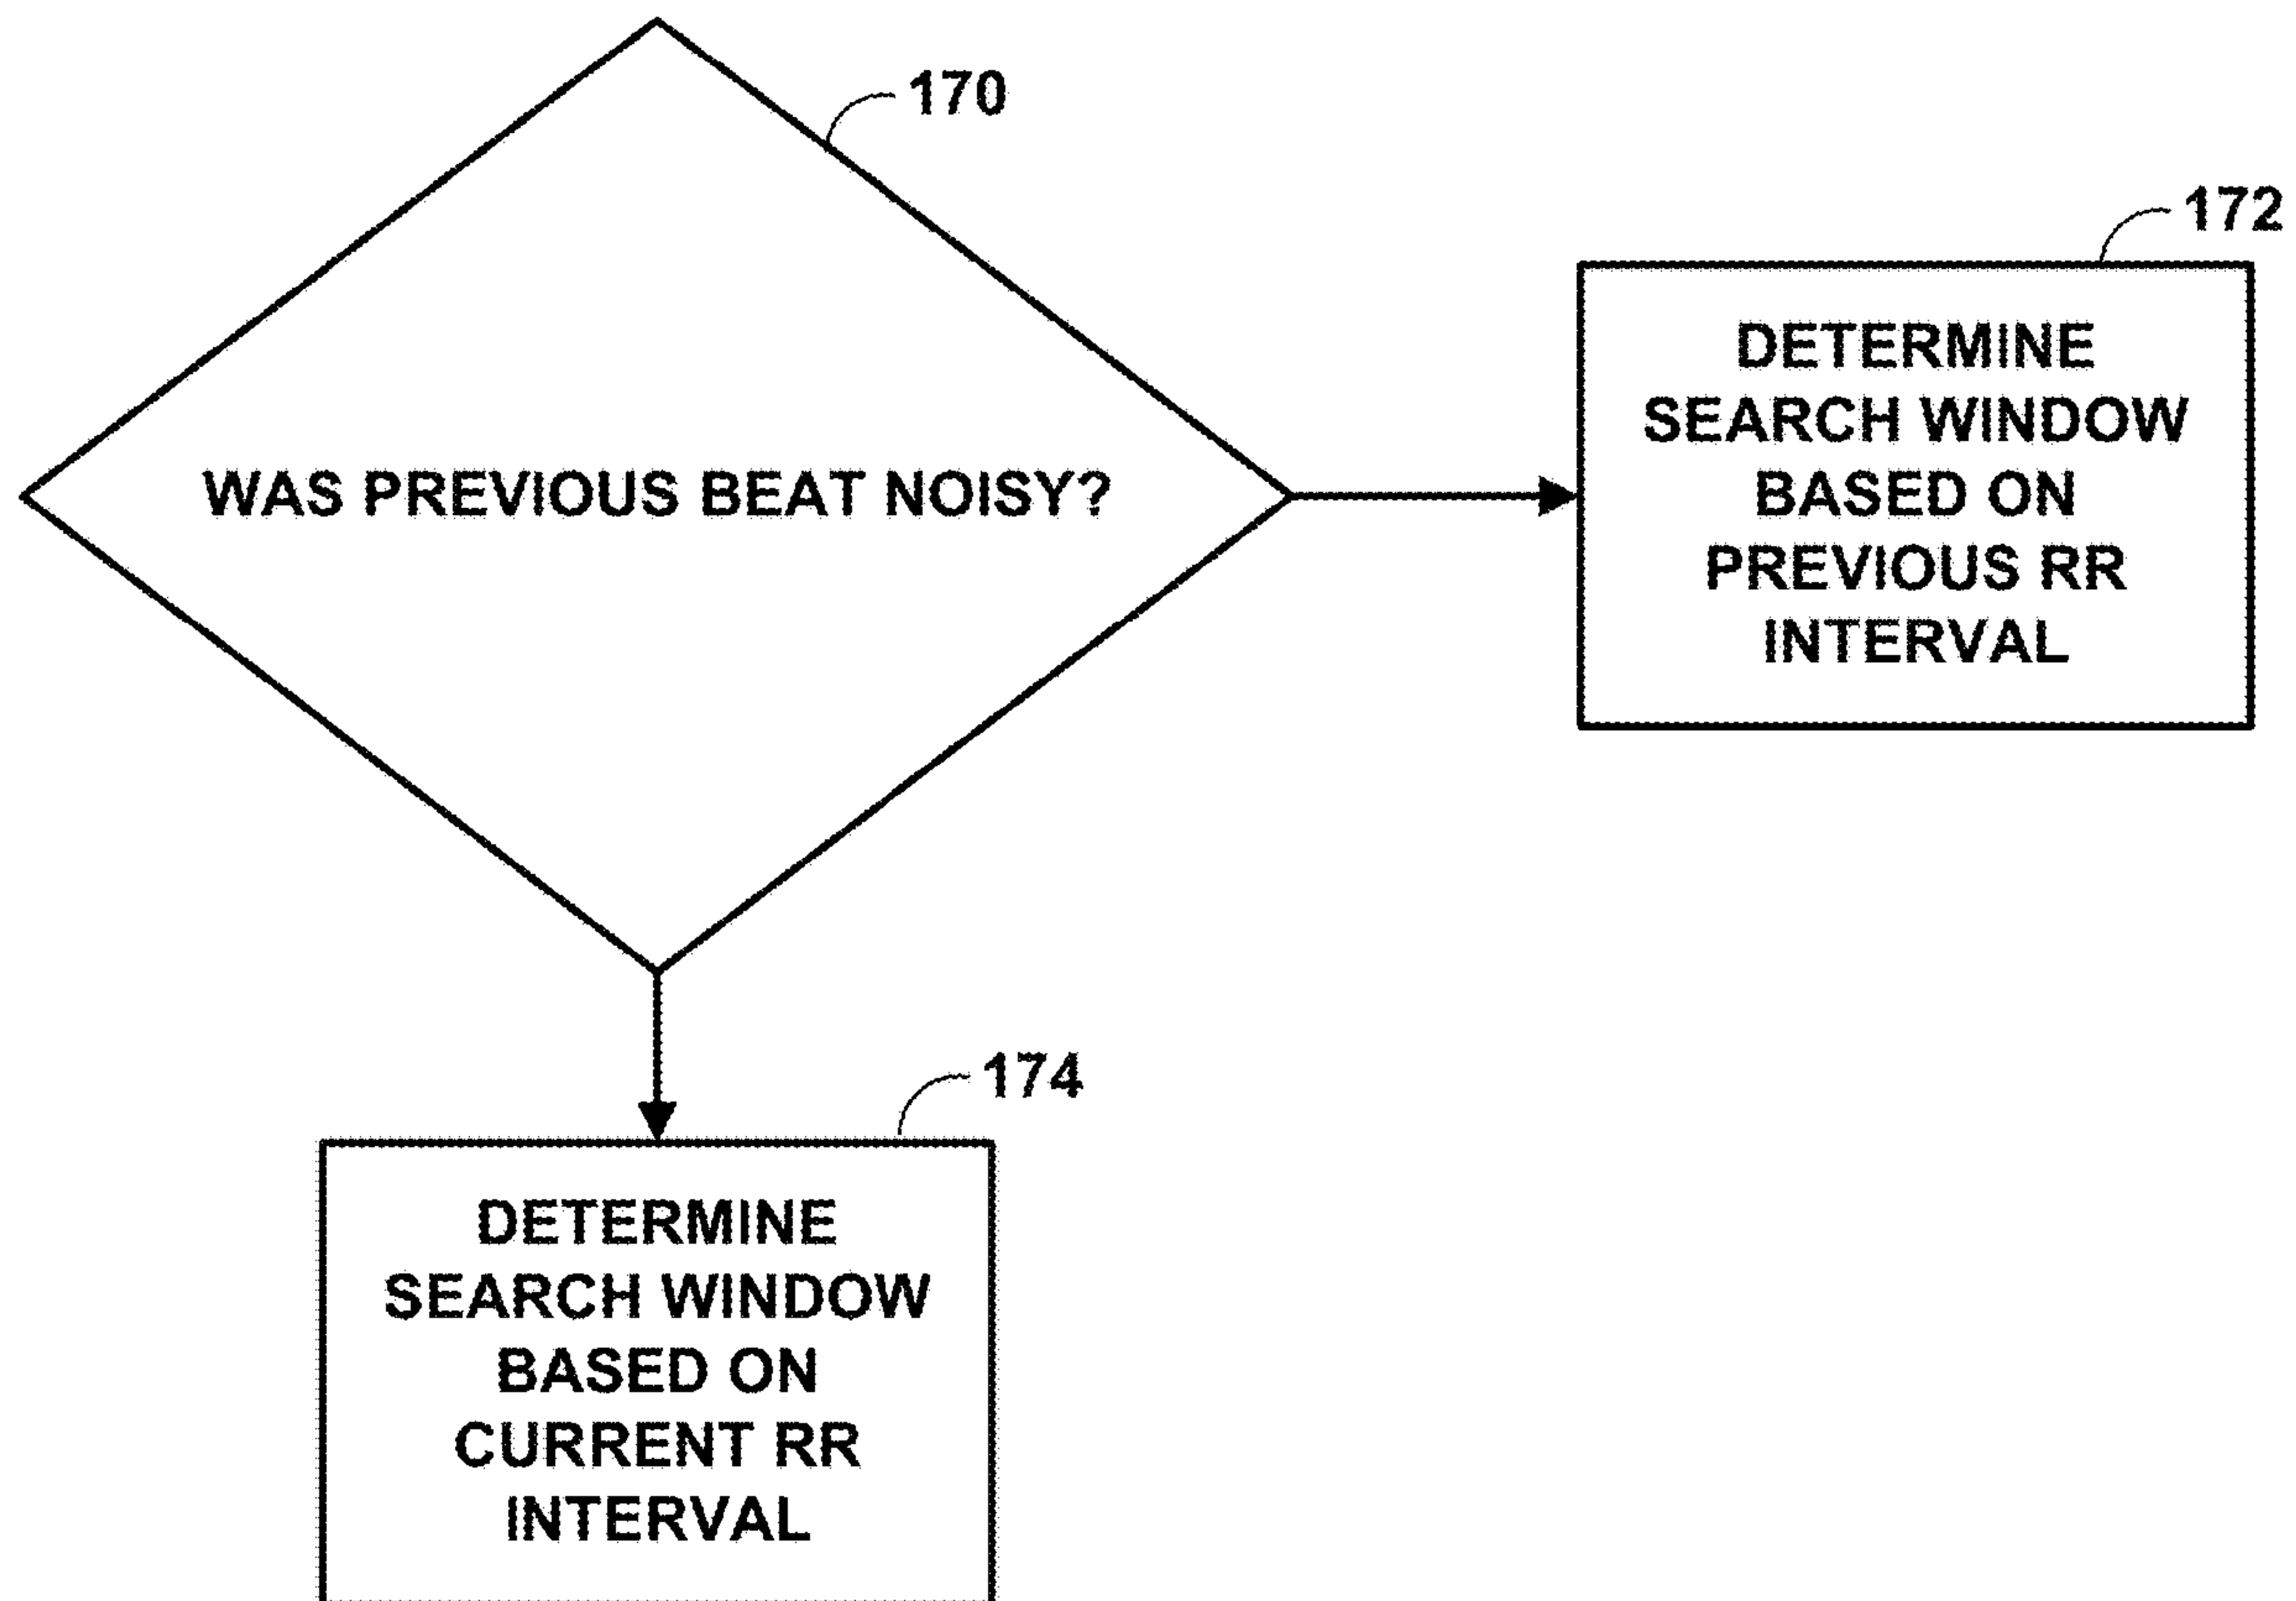 170
WAS PREVIOUS BEAT NOISY?
172
DETERMINE
SEARCH WINDOW
BASED ON
PREVIOUS RR
INTERVAL
174
DETERMINE
SEARCH WINDOW
BASED ON
CURRENT RR
INTERVAL